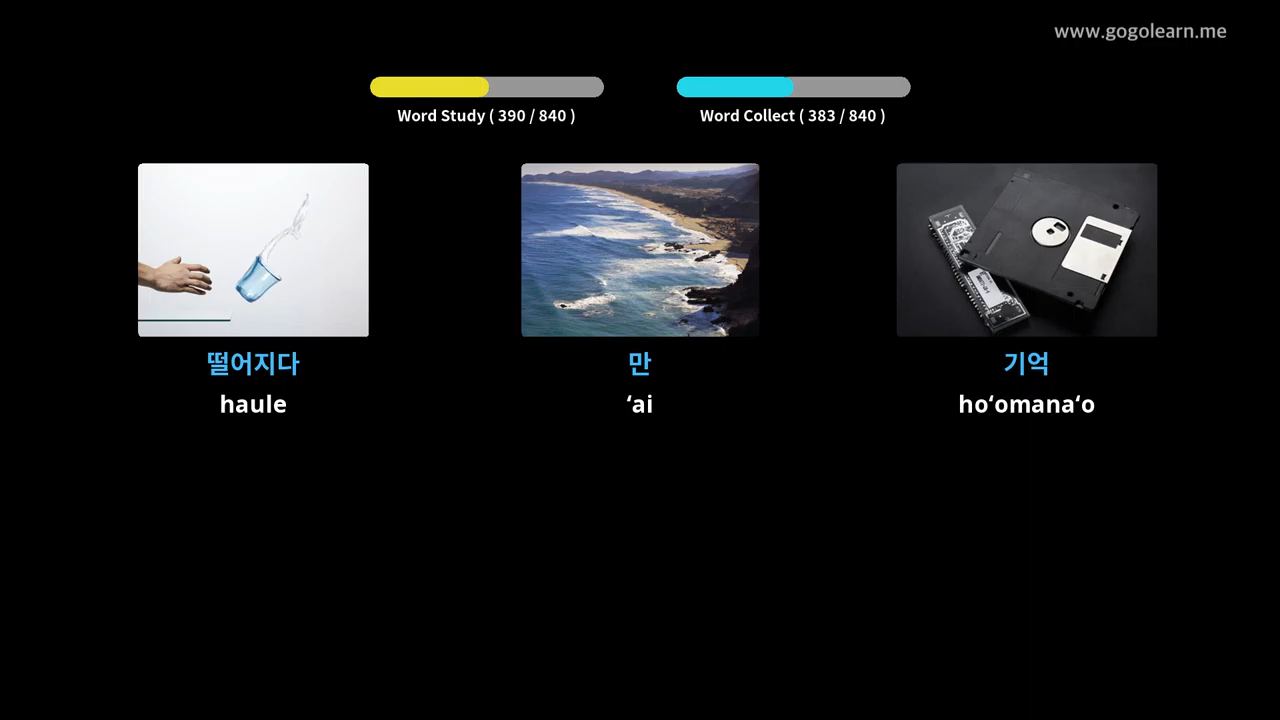 www.gogolearn.me
Word Study ( 390 / 840 )
Word Collect ( 383 / 840 )
떨어지다
haule
만
ʻai
기억
hoʻomanaʻo